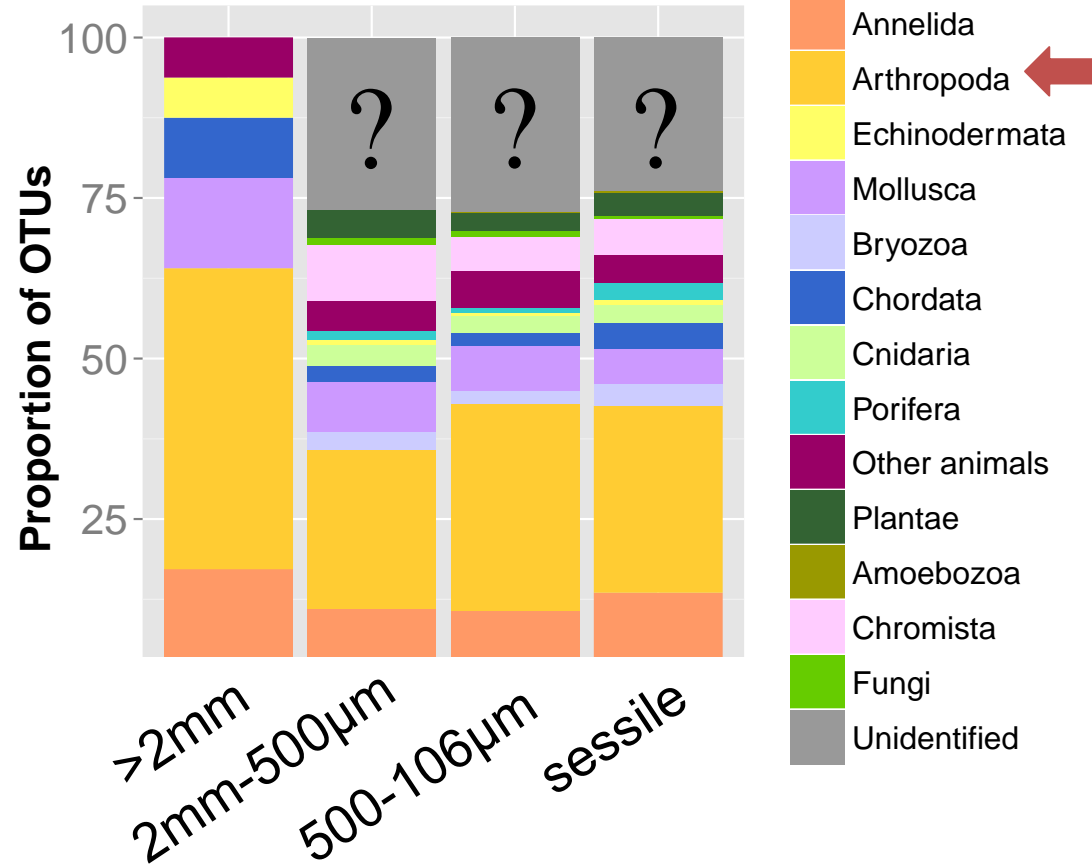 Proportion of OTUs
100
75
50
25
?
?
?
>2mm
2mm-500μm
500-106μm
sessile
Annelida
Arthropoda
Echinodermata
Mollusca
Bryozoa
Chordata
Cnidaria
Porifera
Other animals
Plantae
Amoebozoa
Chromista
Fungi
Unidentified